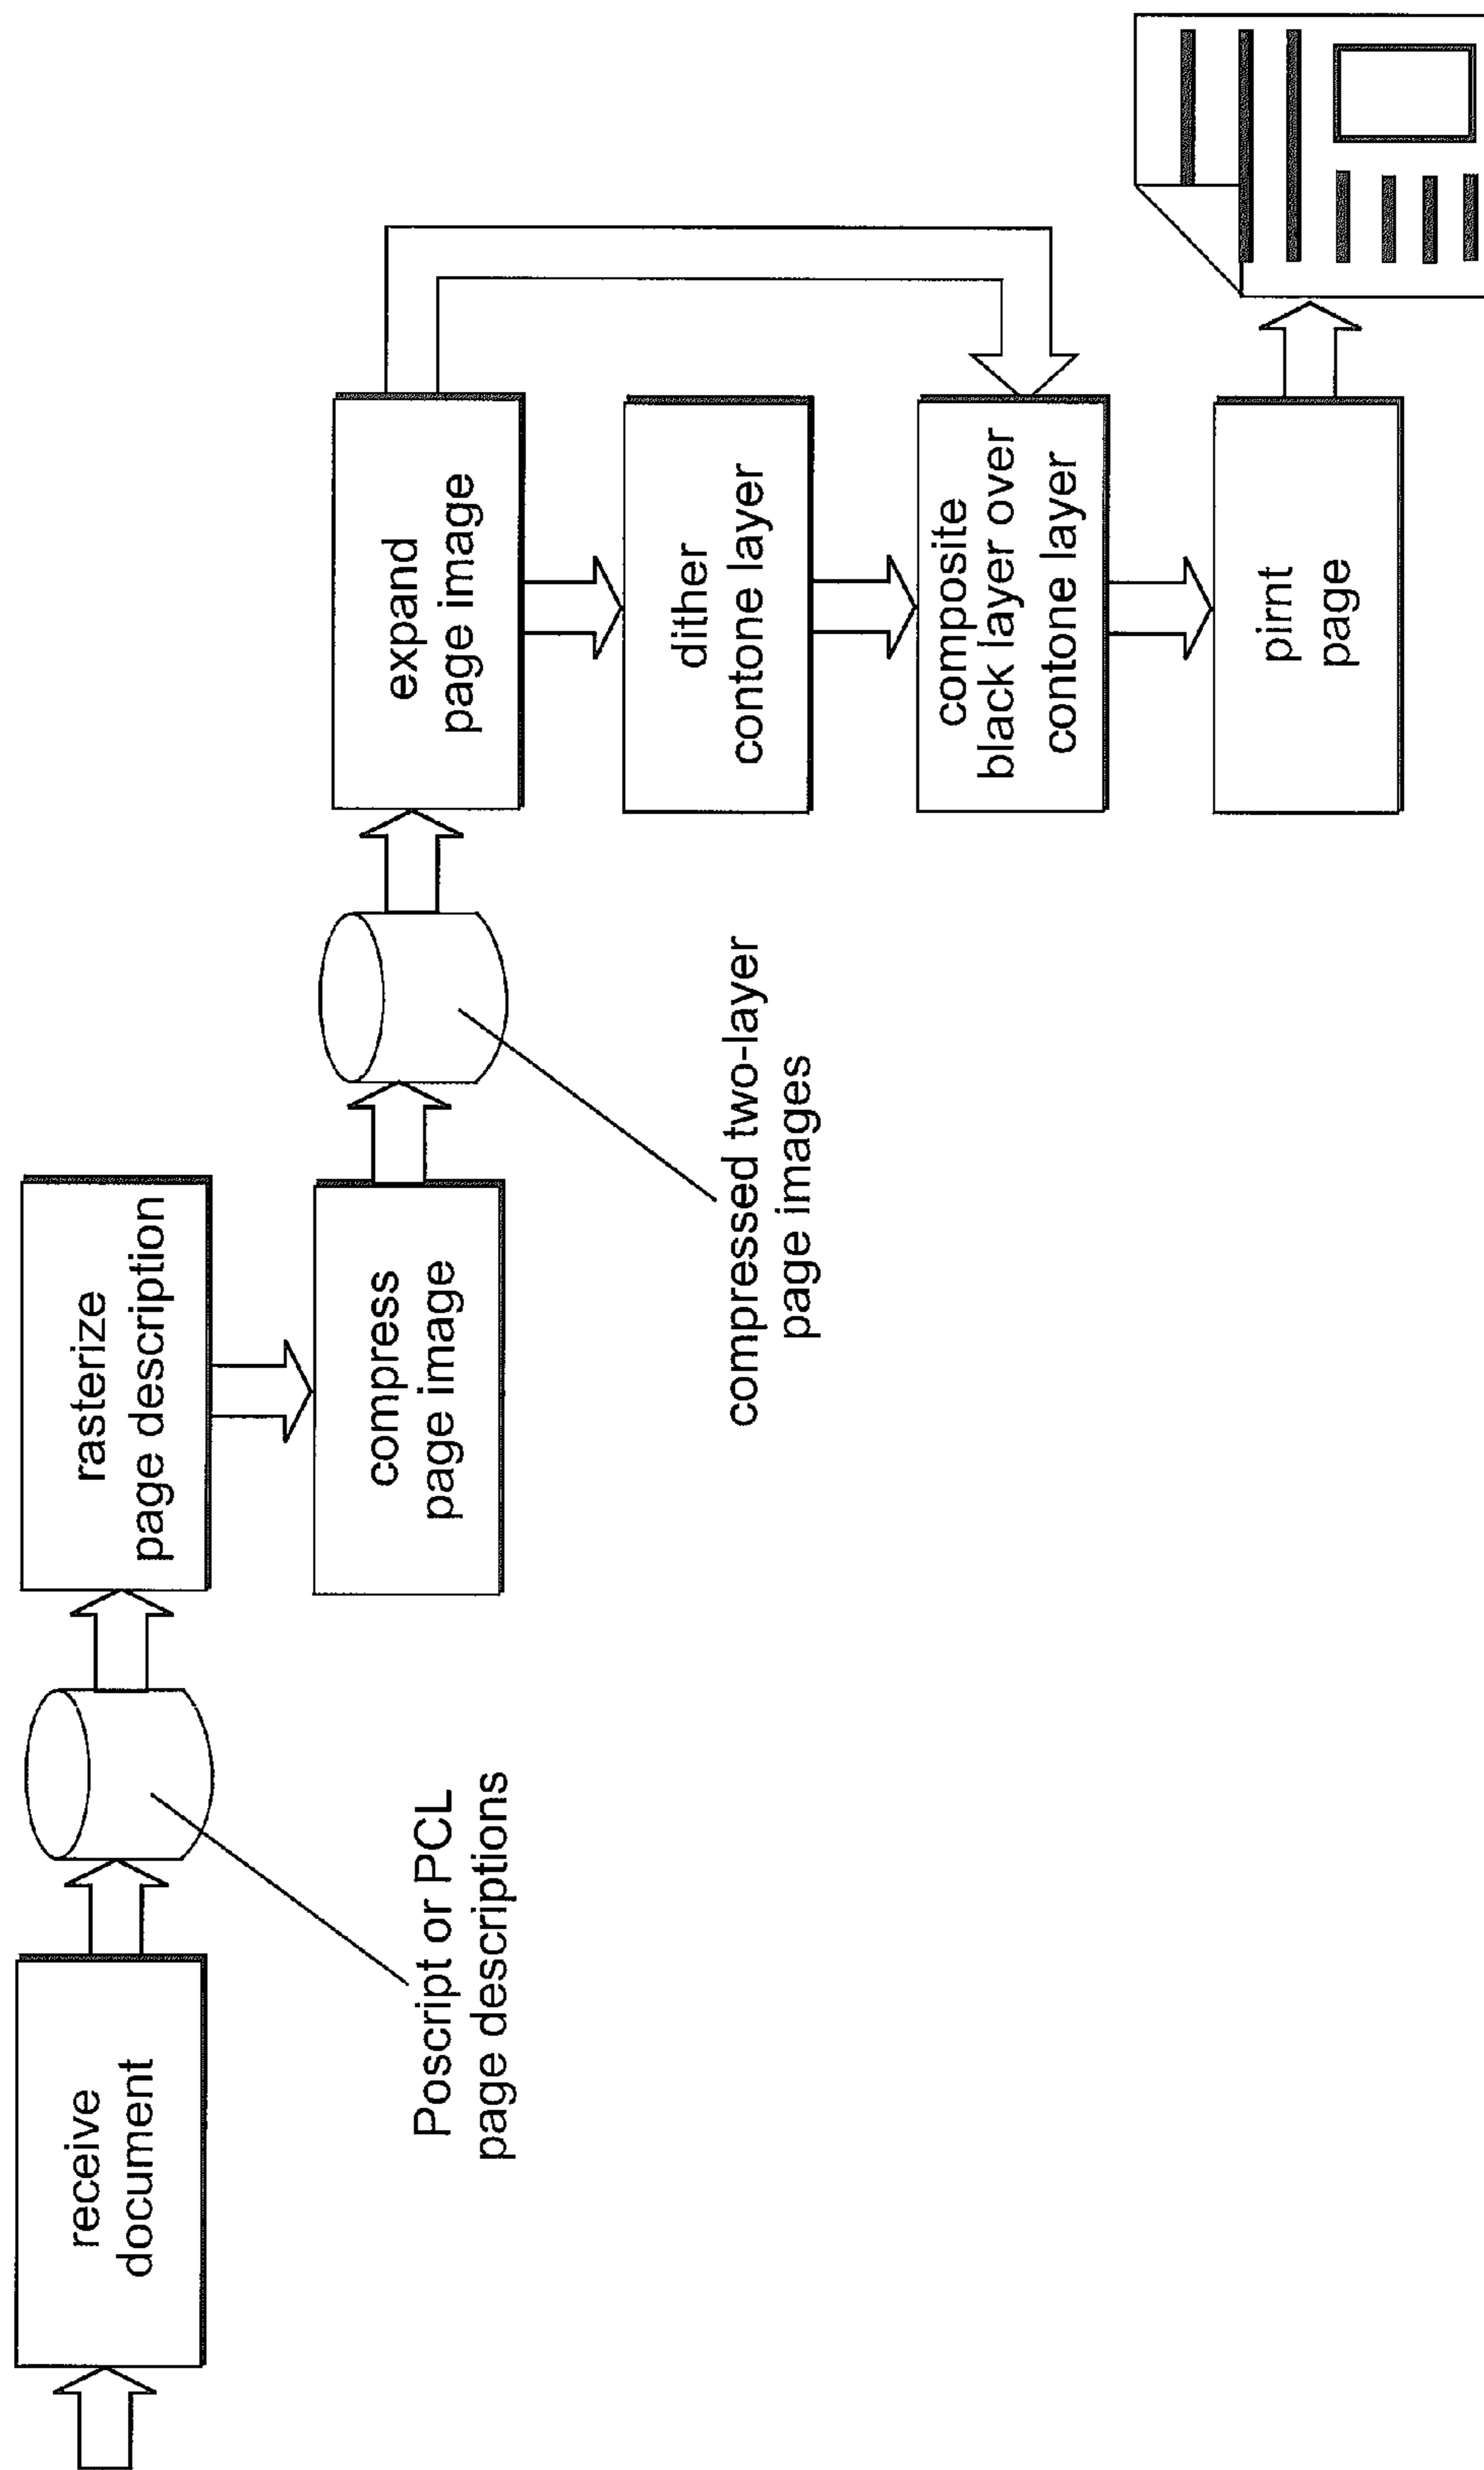 receive
document
Poscript or PCL
page descriptions
rasterize
page description
compress
page image
compressed two-layer
page images
expand
page image
dither
contone layer
composite
black layer over
contone layer
pirnt
page